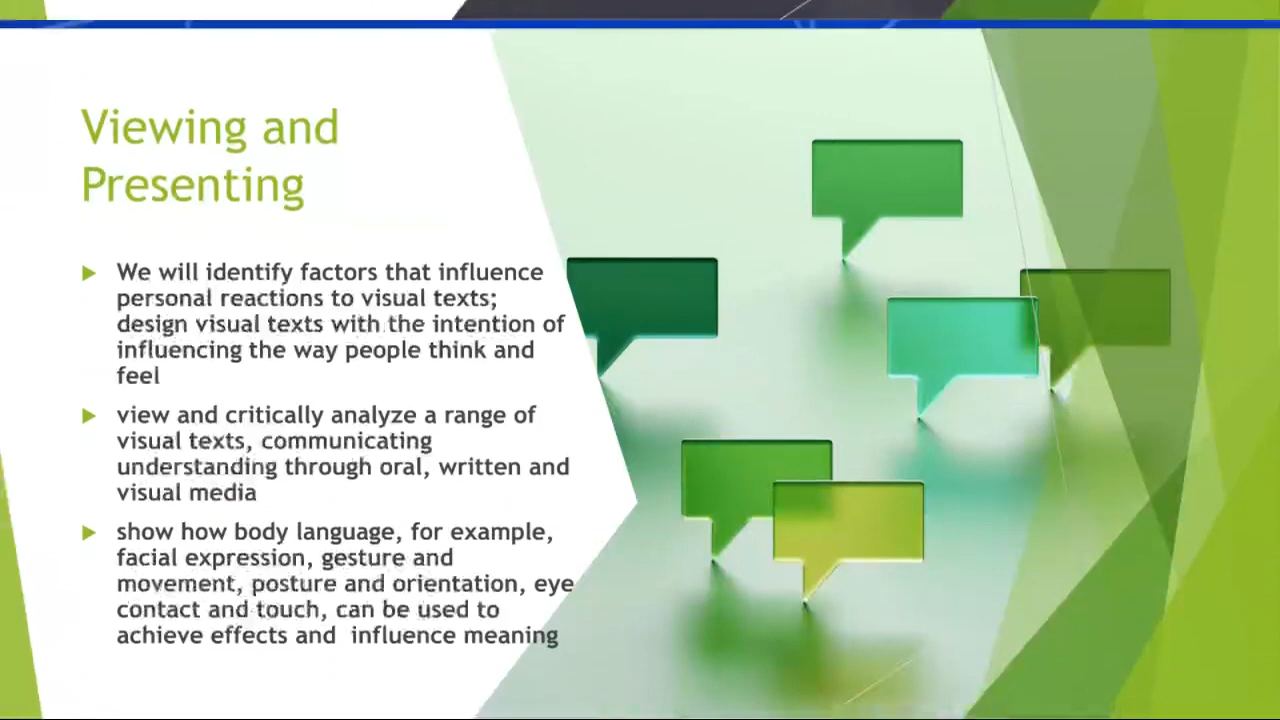 Viewing and
Presenting
We will identify factors that influence
personal reactions to visual texts;
design visual texts with the intention of
influencing the way people think and
feel
view and critically analyze a range of
visual texts, communicating
understanding through oral, written and
visual media
show how body language, for example,
facial expression, gesture and
movement, posture and orientation, eye
contact and touch, can be used to
achieve effects and  influence meaning